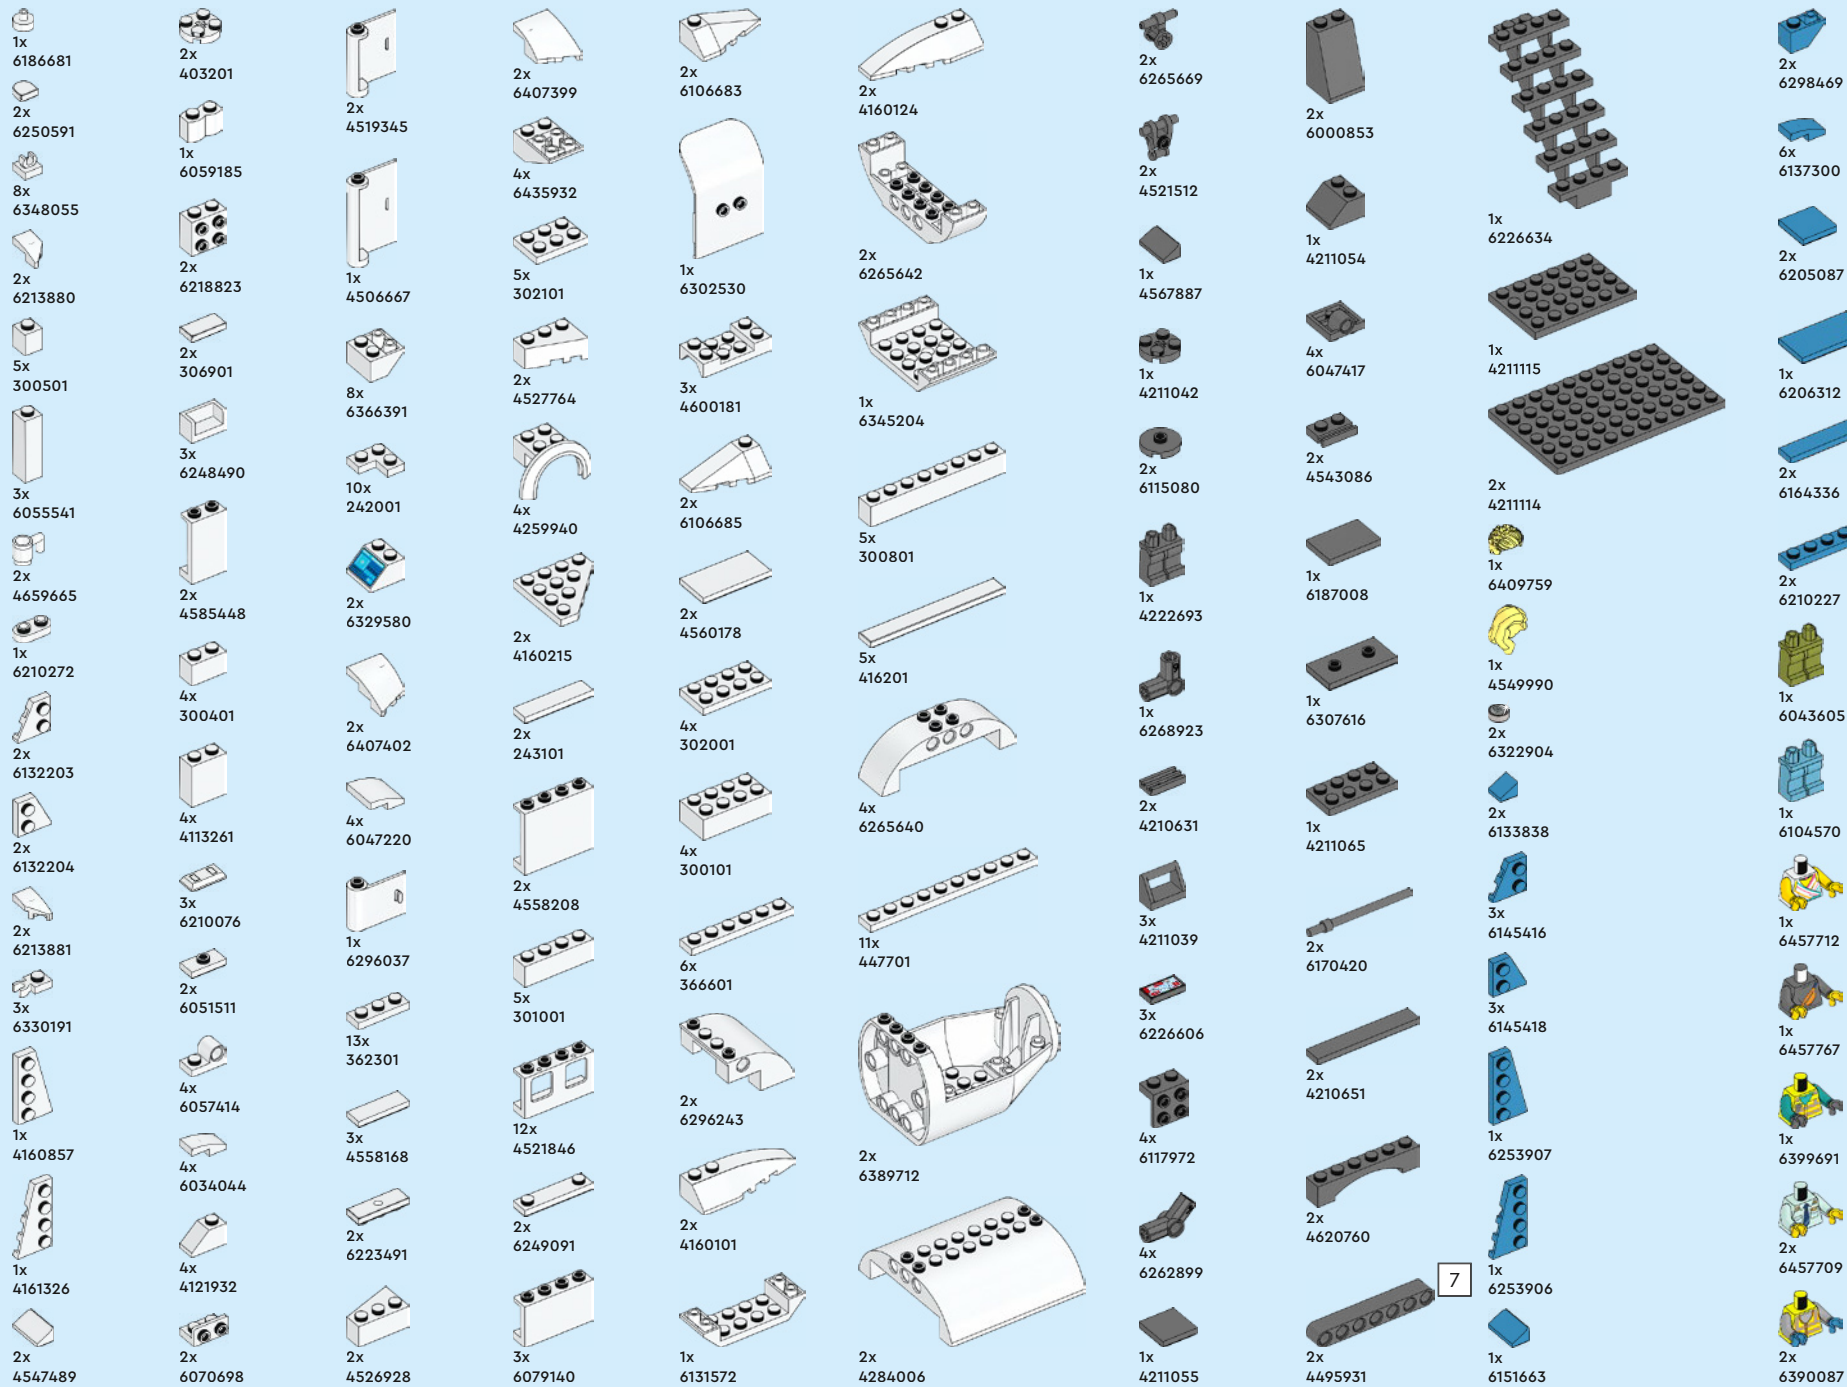 1x
6186681
2x
6250591
8x
6348055
2x
6213880
5x
300501
3x
6055541
2x
4659665
1x
6210272
2x
6132203
2x
6132204
2x
6213881
3x
6330191
1x
4160857
1x
4161326
2x
4547489
2x
403201
1x
6059185
2x
6218823
2x
306901
3x
6248490
2x
4585448
4x
300401
4x
4113261
3x
6210076
2x
6051511
4x
6057414
4x
6034044
4x
4121932
2x
6070698
2x
4519345
1x
4506667
8x
6366391
10x
242001
2x
6329580
2x
6407402
4x
6047220
1x
6296037
13x
362301
3x
4558168
2x
6223491
2x
4526928
2x
6407399
4x
6435932
5x
302101
2x
4527764
4x
4259940
2x
4160215
2x
243101
2x
4558208
5x
301001
12x
4521846
2x
6249091
3x
6079140
2x
6106683
1x
6302530
3x
4600181
2x
6106685
2x
4560178
4x
302001
4x
300101
6x
366601
2x
6296243
2x
4160101
1x
6131572
2x
4160124
2x
6265642
1x
6345204
5x
300801
5x
416201
4x
6265640
11x
447701
2x
6389712
2x
4284006
2x
6265669
2x
4521512
1x
4567887
1x
4211042
2x
6115080
1x
4222693
1x
6268923
2x
4210631
3x
4211039
3x
6226606
4x
6117972
4x
6262899
1x
4211055
2x
6000853
1x
4211054
4x
6047417
2x
4543086
1x
6187008
1x
6307616
1x
4211065
2x
6170420
2x
4210651
2x
4620760
2x
4495931
7
1x
6226634
1x
4211115
2x
4211114
1x
6409759
1x
4549990
2x
6322904
2x
6133838
3x
6145416
3x
6145418
1x
6253907
1x
6253906
1x
6151663
2x
6298469
6x
6137300
2x
6205087
1x
6206312
2x
6164336
2x
6210227
1x
6043605
1x
6104570
1x
6457712
1x
6457767
1x
6399691
2x
6457709
2x
6390087